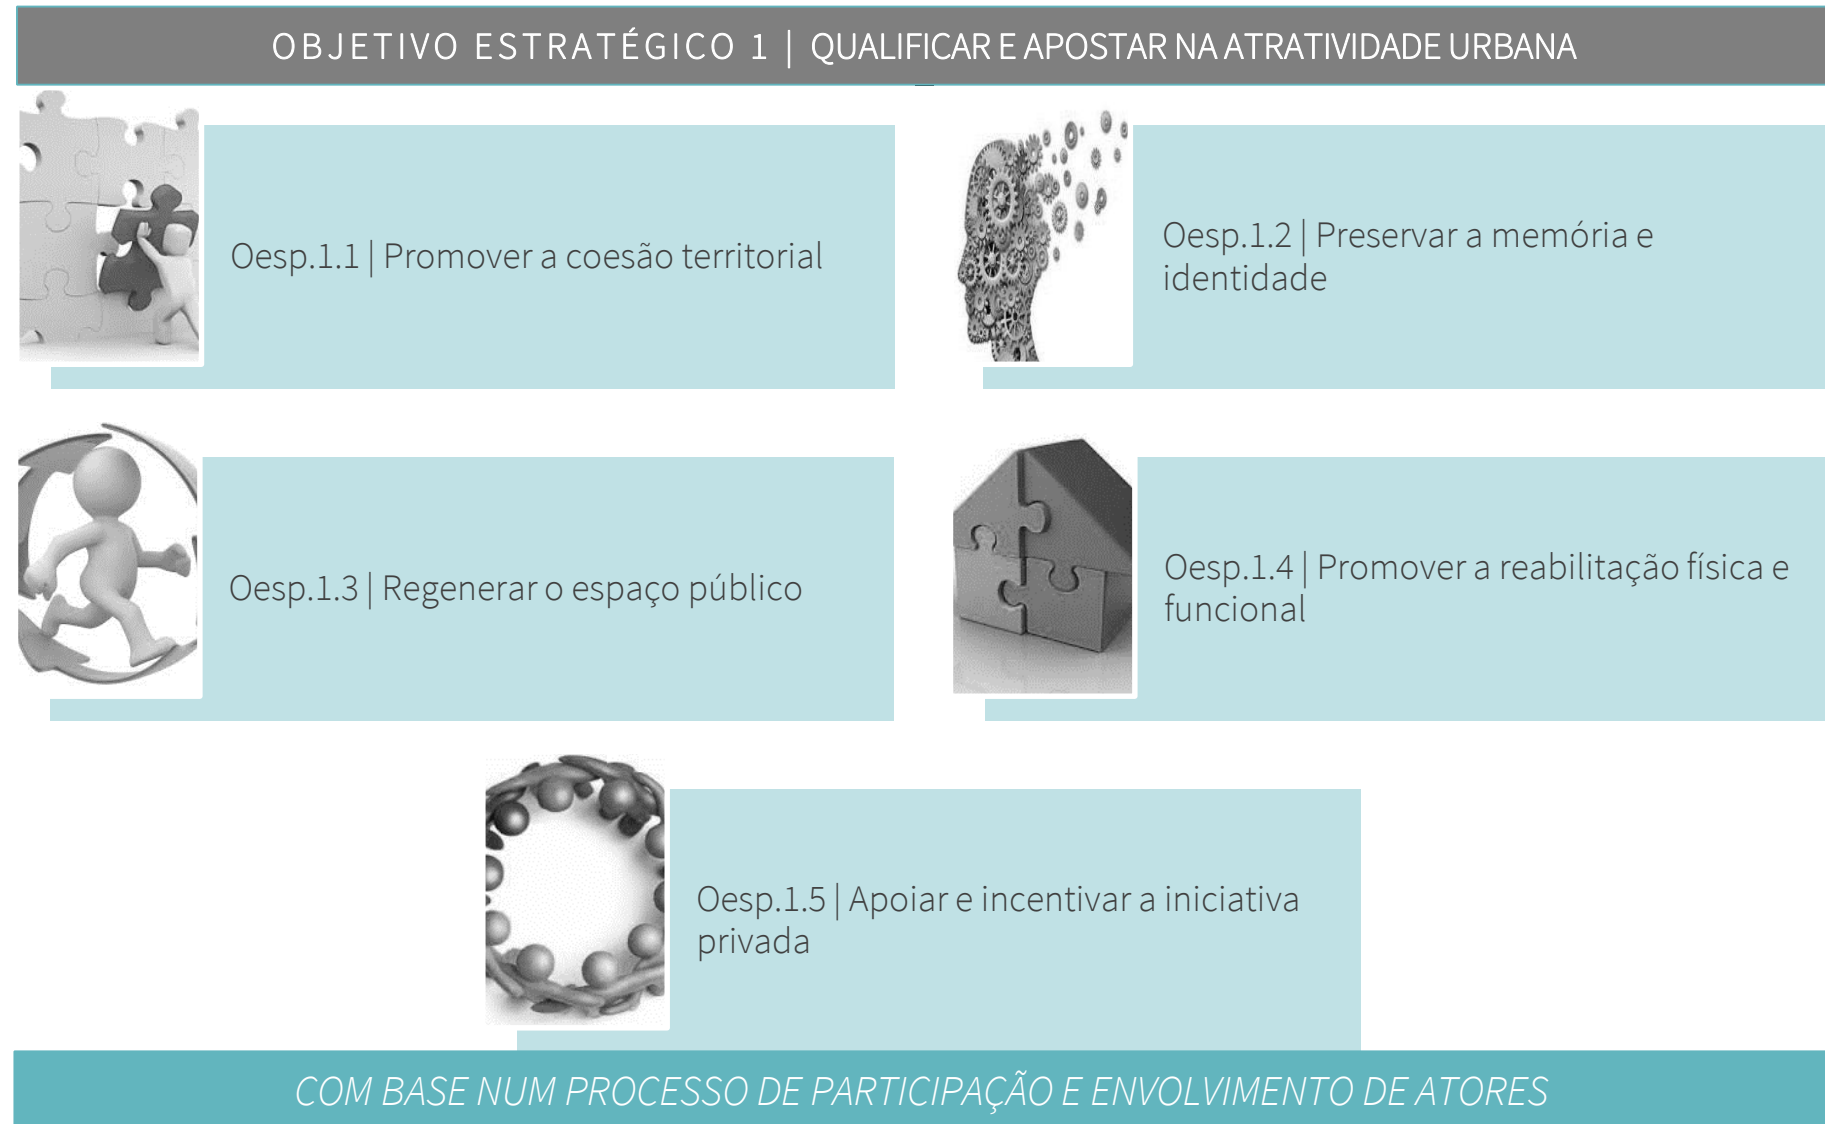 OBJETIVO ESTRATÉGICO 1 | QUALIFICAR E APOSTAR NA ATRATIVIDADE URBANA
Oesp.1.1 | Promover a coesão territorial
Oesp.1.2 | Preservar a memória e
identidade
Oesp.1.3 | Regenerar o espaço público
Oesp.1.4 | Promover a reabilitação física e
funcional
Oesp.1.5 | Apoiar e incentivar a iniciativa
privada
COM BASE NUM PROCESSO DE PARTICIPAÇÃO E ENVOLVIMENTO DE ATORES